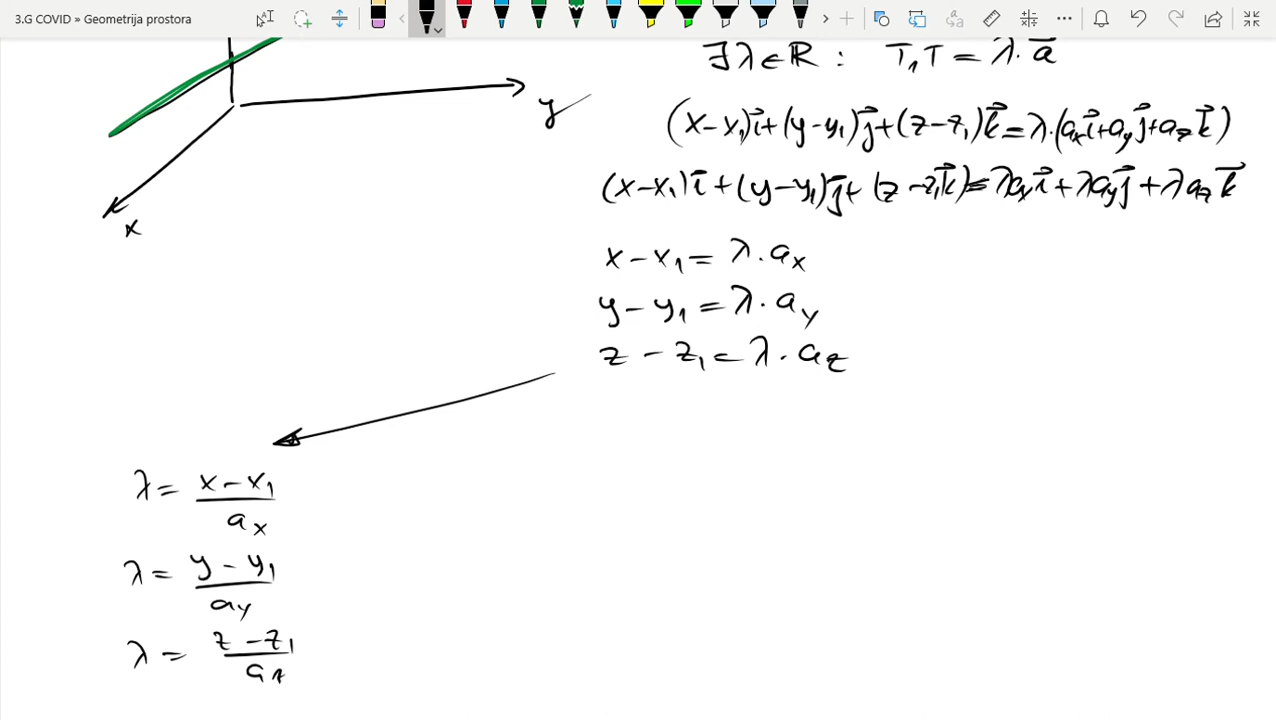 3.G COVID » Geometrija prostora
∃λ∈ℝ : T₁T = λ·a⃗
(x-x₁)i⃗+(y-y₁)j⃗+(z-z₁)k⃗=λ·(aₓi⃗+a_yj⃗+a_zk⃗)
(x-x₁)i⃗+(y-y₁)j⃗+(z-z₁k⃗)=λaₓi⃗+λa_yj⃗+λa_zk⃗
y
x
x-x₁=λ·aₓ
y-y₁=λ·a_y
z-z₁=λ·a_z
λ= (x-x₁)/aₓ
λ= (y-y₁)/a_y
λ= (z-z₁)/a_z